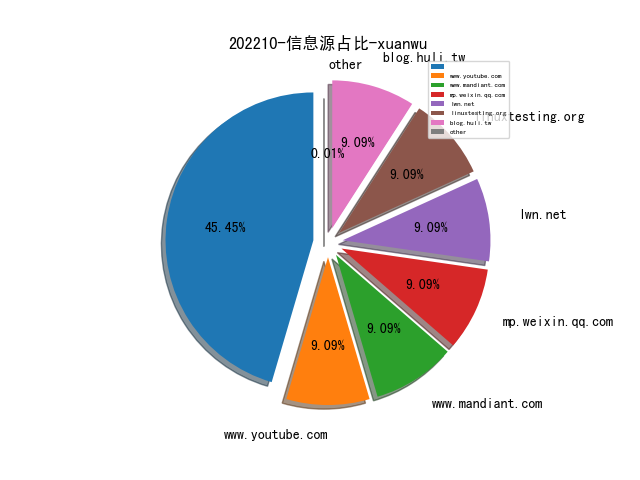 202210-信息源占比-xuanwu
other
blog.huli.tw
www.youtube.com
www.mandiant.com
mp.weixin.qq.com
lwn.net
linuxtesting.org
blog.huli.tw
other
linuxtesting.org
0.01%
9.09%
9.09%
45.45%
9.09%
lwn.net
9.09%
9.09%
9.09%
mp.weixin.qq.com
www.mandiant.com
www.youtube.com